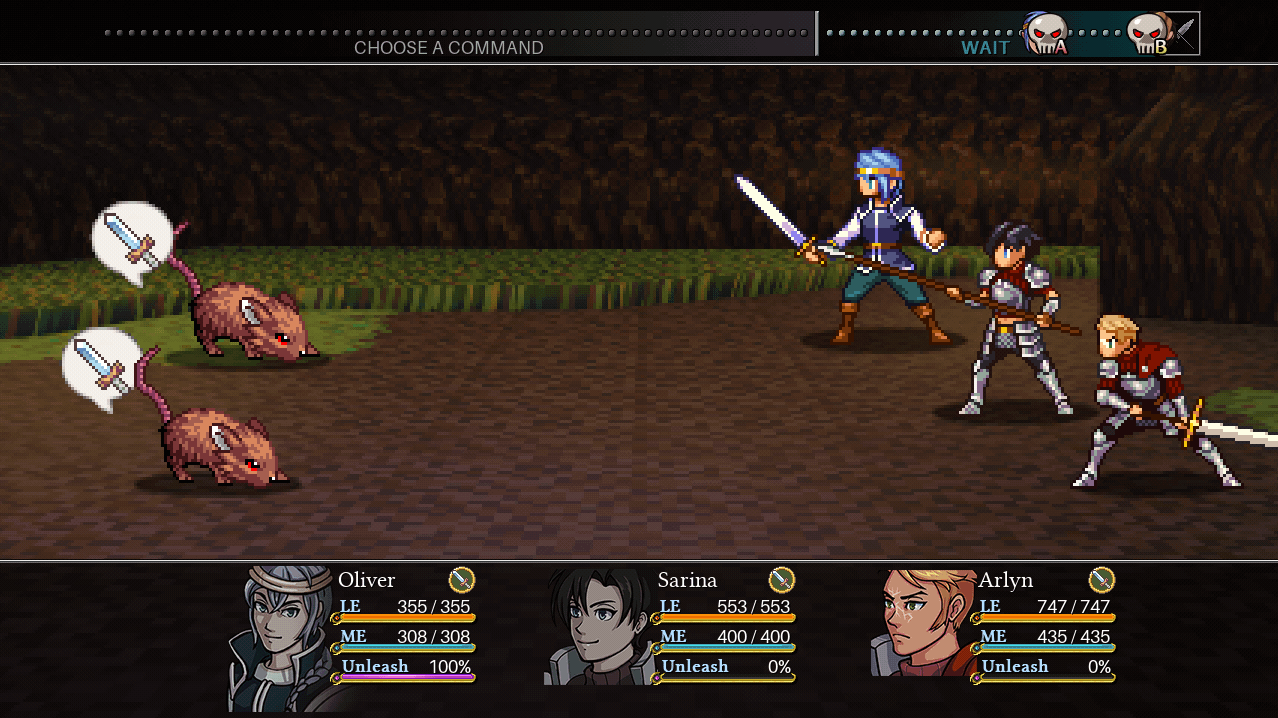 CHOOSE A COMMAND
WAIT
A
B
Oliver
LE 355 / 355
ME 308 / 308
Unleash 100%
Sarina
LE 553 / 553
ME 400 / 400
Unleash 0%
Arlyn
LE 747 / 747
ME 435 / 435
Unleash 0%